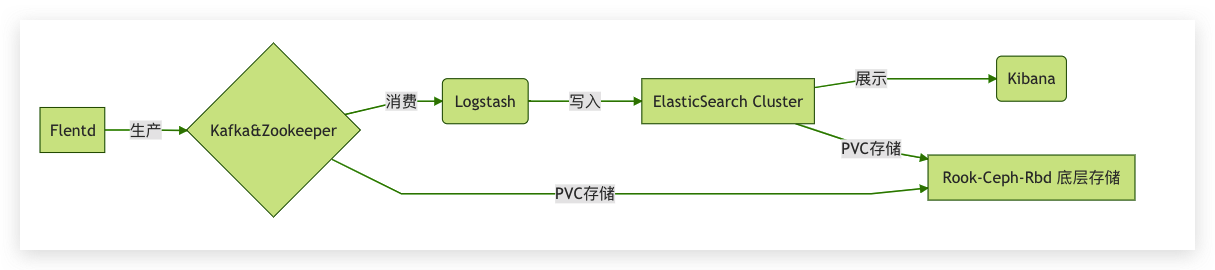 Flentd
生产
Kafka&Zookeeper
消费
Logstash
写入
ElasticSearch Cluster
展示
Kibana
PVC存储
Rook-Ceph-Rbd 底层存储
PVC存储